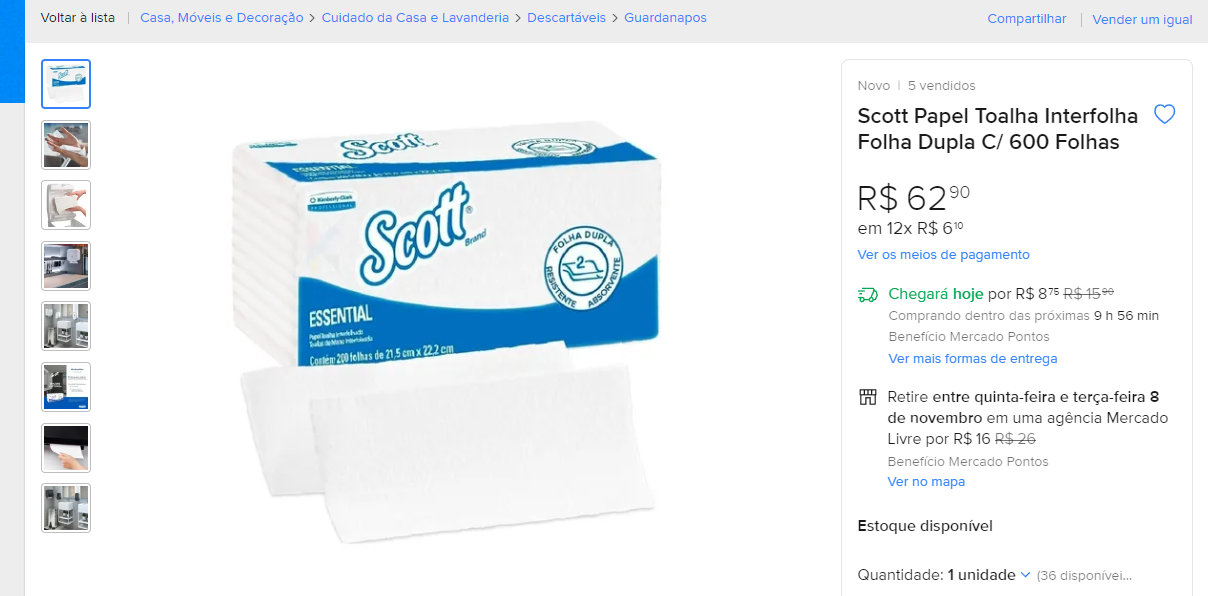 Voltar à lista | Casa, Móveis e Decoração > Cuidado da Casa e Lavanderia > Descartáveis > Guardanapos
Compartilhar | Vender um igual
Scott
ESSENTIAL
Kimberly-Clark
PROFESSIONAL
Scott® Brand
FOLHA DUPLA
2
RESISTENTE ABSORVENTE
ESSENTIAL
Papel Toalha Interfolhado
Toallas de Mano Interfoliada
Contém: 200 folhas de 21,5 cm x 22,2 cm
Novo | 5 vendidos
Scott Papel Toalha Interfolha
Folha Dupla C/ 600 Folhas
R$ 62 90
em 12x R$ 6 10
Ver os meios de pagamento
Chegará hoje por R$ 8 75 R$ 15 90
Comprando dentro das próximas 9 h 56 min
Benefício Mercado Pontos
Ver mais formas de entrega
Retire entre quinta-feira e terça-feira 8
de novembro em uma agência Mercado
Livre por R$ 16 R$ 26
Benefício Mercado Pontos
Ver no mapa
Estoque disponível
Quantidade: 1 unidade (36 disponívei...